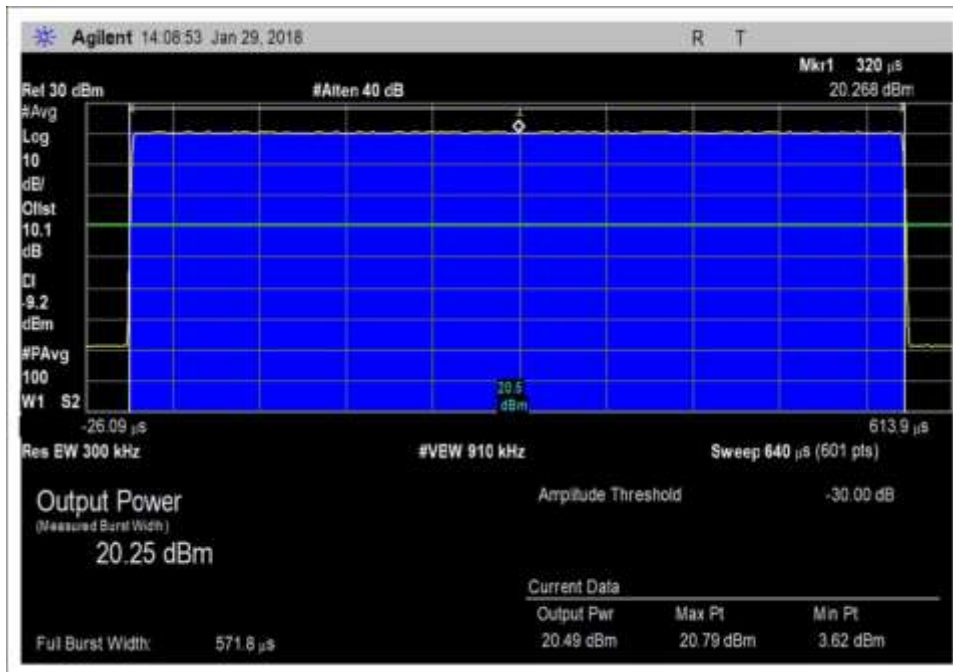 Agilent 14:08:53 Jan 29, 2018 R T
Mkr1 320 µs
Ref 30 dBm #Atten 40 dB 20.268 dBm
#Avg
Log
10
dB/
Offst
10.1
dB
DI
-9.2
dBm
#PAvg
100
W1 S2
1
20.5
dBm
-26.09 µs 613.9 µs
Res BW 300 kHz #VBW 910 kHz Sweep 640 µs (601 pts)
Output Power Amplitude Threshold -30.00 dB
(Measured Burst Width)
20.25 dBm
Current Data
Output Pwr Max Pt Min Pt
Full Burst Width: 571.8 µs 20.49 dBm 20.79 dBm 3.62 dBm